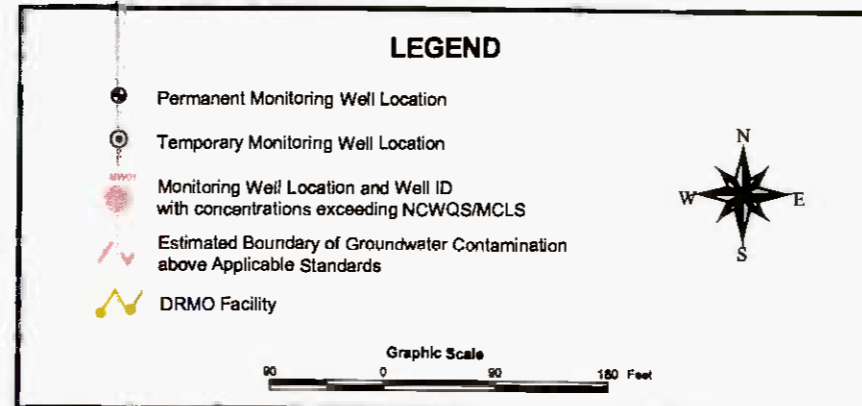 LEGEND
Permanent Monitoring Well Location
Temporary Monitoring Well Location
MW01
Monitoring Well Location and Well ID
with concentrations exceeding NCWQS/MCLS
Estimated Boundary of Groundwater Contamination
above Applicable Standards
DRMO Facility
N
W E
S
Graphic Scale
90 0 90 180 Feet